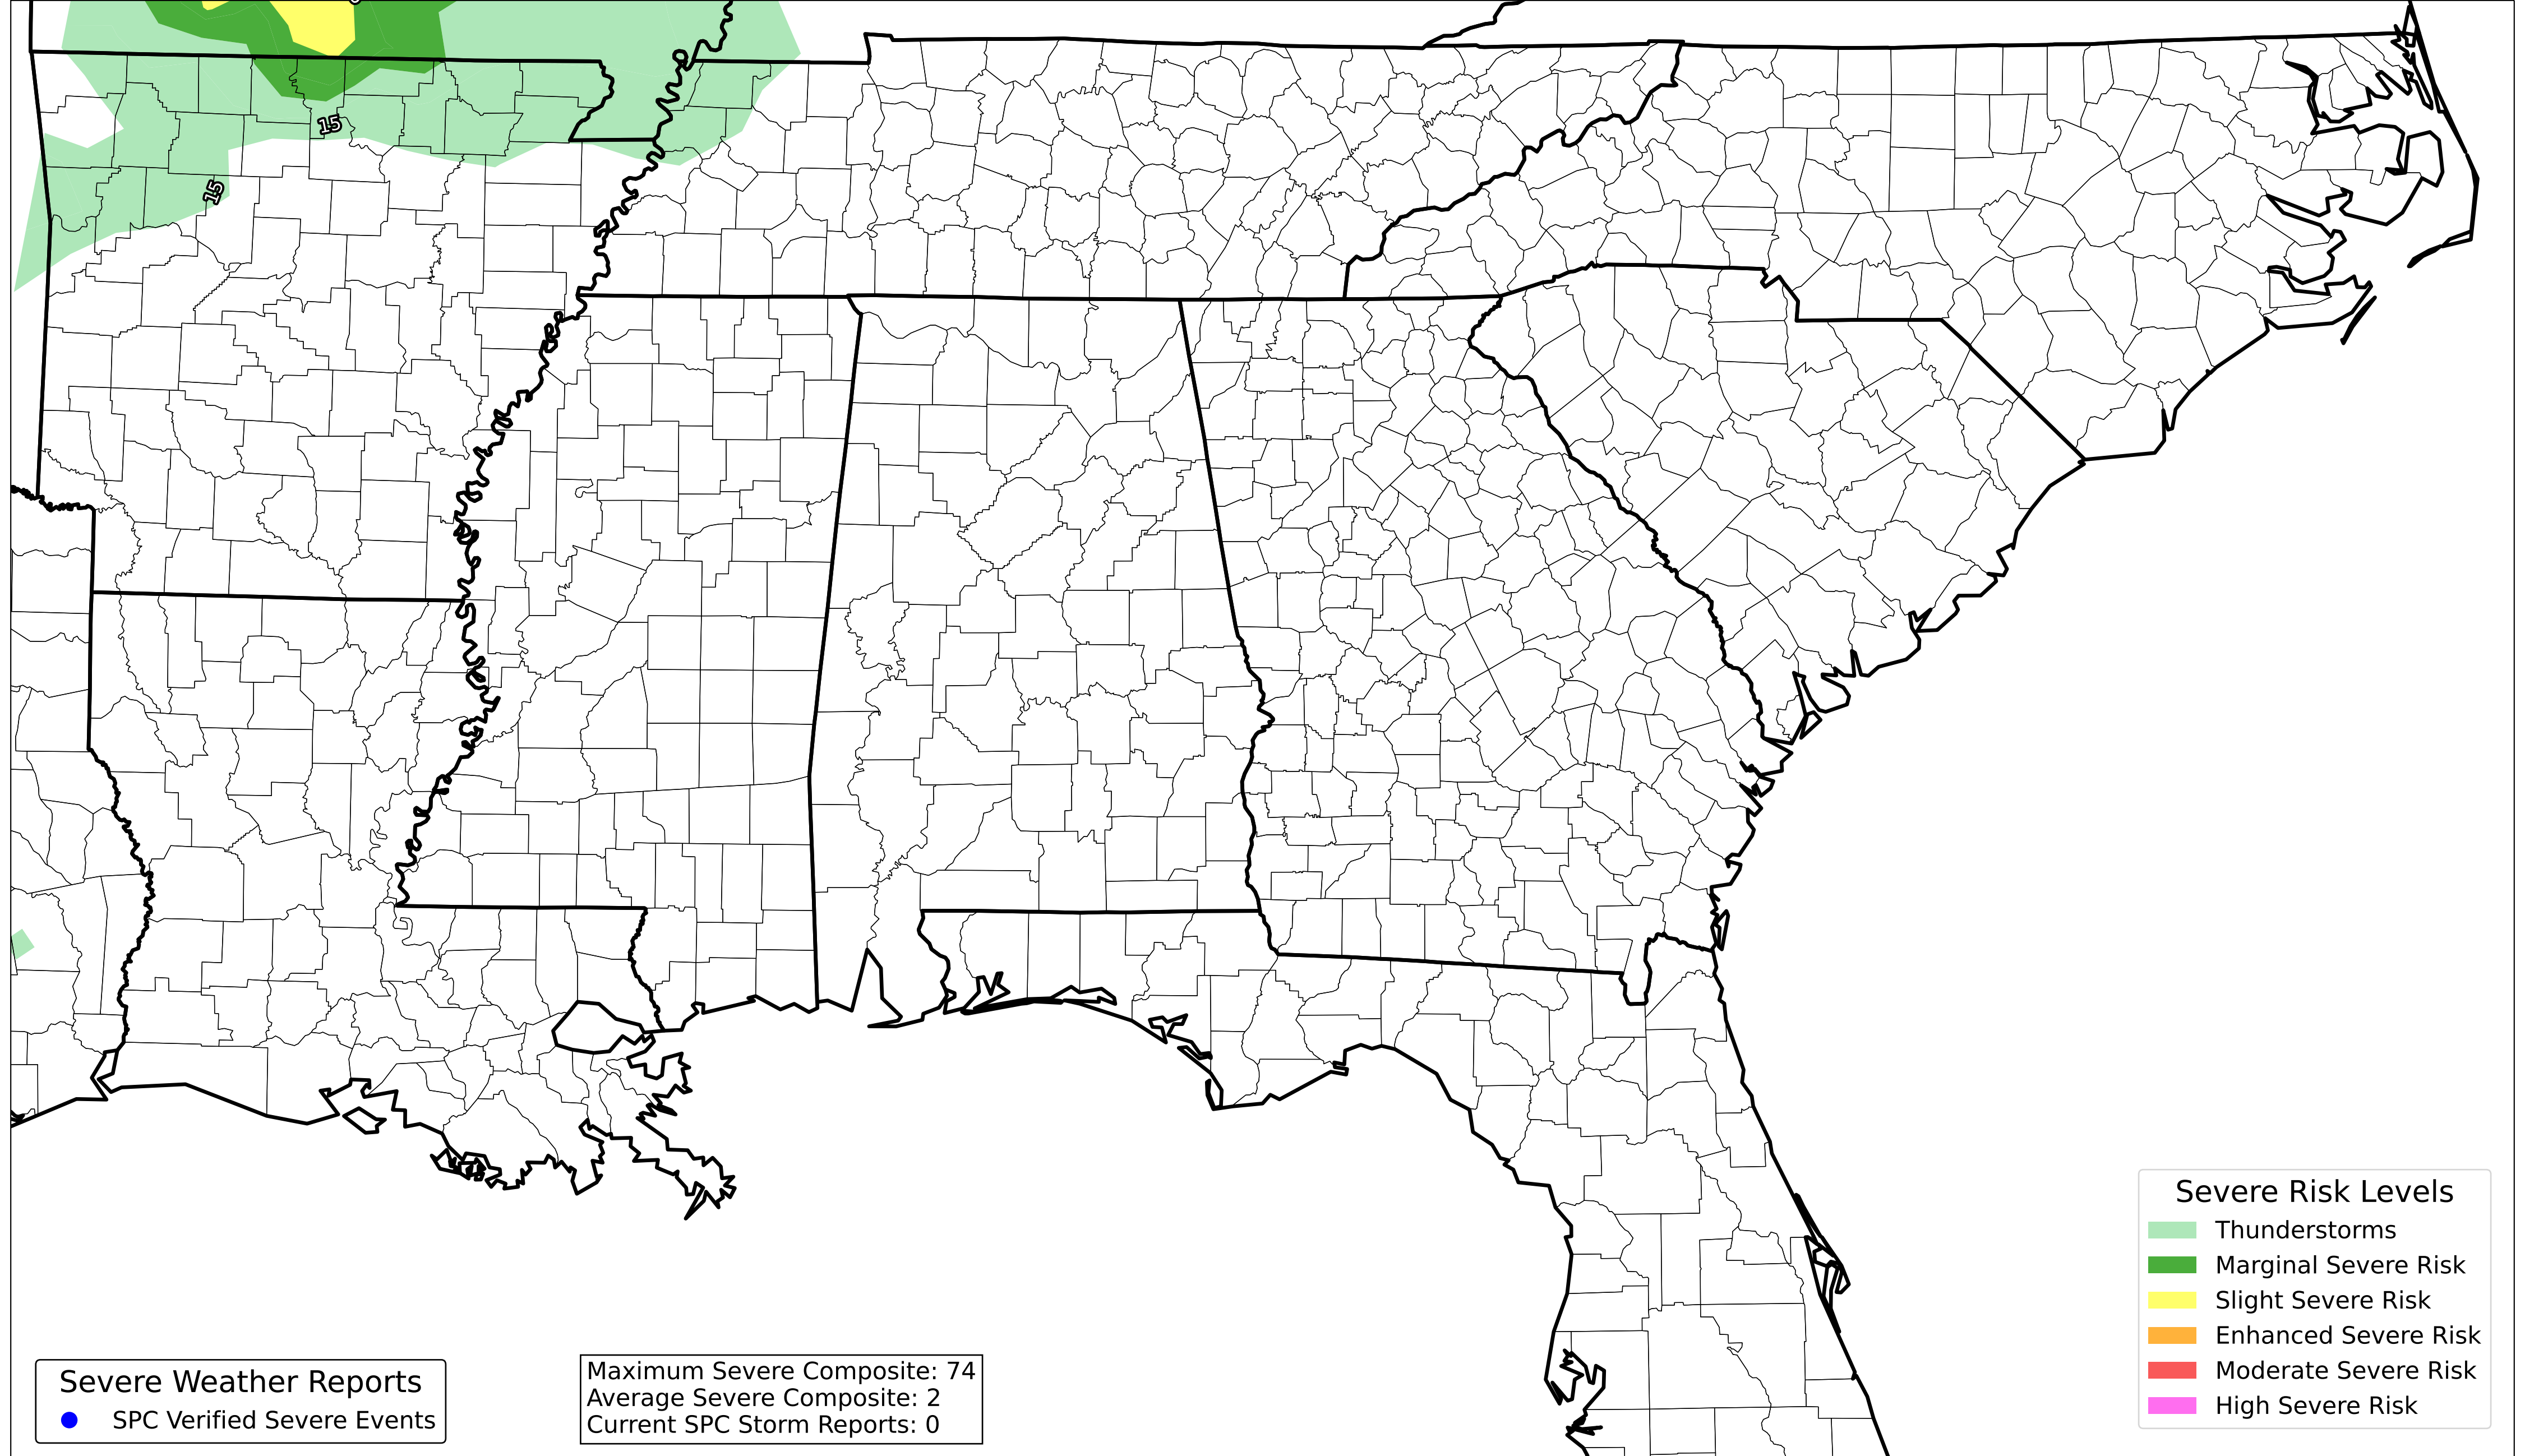 15
15
Severe Risk Levels
Thunderstorms
Marginal Severe Risk
Slight Severe Risk
Enhanced Severe Risk
Moderate Severe Risk
High Severe Risk
Severe Weather Reports
SPC Verified Severe Events
Maximum Severe Composite: 74
Average Severe Composite: 2
Current SPC Storm Reports: 0